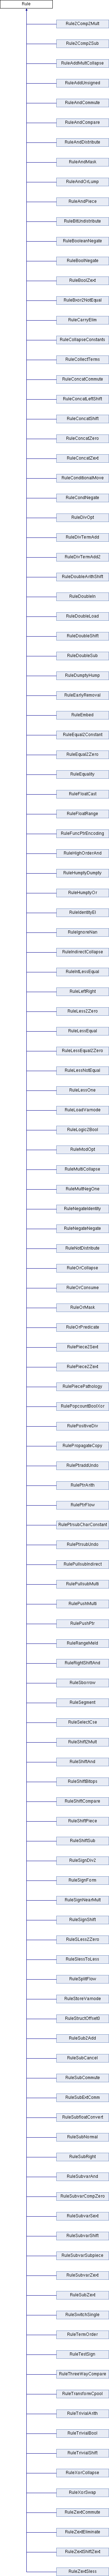 Rule
Rule2Comp2Mult
Rule2Comp2Sub
RuleAddMultCollapse
RuleAddUnsigned
RuleAndCommute
RuleAndCompare
RuleAndDistribute
RuleAndMask
RuleAndOrLump
RuleAndPiece
RuleBitUndistribute
RuleBooleanNegate
RuleBoolNegate
RuleBoolZext
RuleBxor2NotEqual
RuleCarryElim
RuleCollapseConstants
RuleCollectTerms
RuleConcatCommute
RuleConcatLeftShift
RuleConcatShift
RuleConcatZero
RuleConcatZext
RuleConditionalMove
RuleCondNegate
RuleDivOpt
RuleDivTermAdd
RuleDivTermAdd2
RuleDoubleArithShift
RuleDoubleIn
RuleDoubleLoad
RuleDoubleShift
RuleDoubleSub
RuleDumptyHump
RuleEarlyRemoval
RuleEmbed
RuleEqual2Constant
RuleEqual2Zero
RuleEquality
RuleFloatCast
RuleFloatRange
RuleFuncPtrEncoding
RuleHighOrderAnd
RuleHumptyDumpty
RuleHumptyOr
RuleIdentityEl
RuleIgnoreNan
RuleIndirectCollapse
RuleIntLessEqual
RuleLeftRight
RuleLess2Zero
RuleLessEqual
RuleLessEqual2Zero
RuleLessNotEqual
RuleLessOne
RuleLoadVarnode
RuleLogic2Bool
RuleModOpt
RuleMultiCollapse
RuleMultNegOne
RuleNegateIdentity
RuleNegateNegate
RuleNotDistribute
RuleOrCollapse
RuleOrConsume
RuleOrMask
RuleOrPredicate
RulePiece2Sext
RulePiece2Zext
RulePiecePathology
RulePopcountBoolXor
RulePositiveDiv
RulePropagateCopy
RulePtraddUndo
RulePtrArith
RulePtrFlow
RulePtrsubCharConstant
RulePtrsubUndo
RulePullsubIndirect
RulePullsubMulti
RulePushMulti
RulePushPtr
RuleRangeMeld
RuleRightShiftAnd
RuleSborrow
RuleSegment
RuleSelectCse
RuleShift2Mult
RuleShiftAnd
RuleShiftBitops
RuleShiftCompare
RuleShiftPiece
RuleShiftSub
RuleSignDiv2
RuleSignForm
RuleSignNearMult
RuleSignShift
RuleSLess2Zero
RuleSlessToLess
RuleSplitFlow
RuleStoreVarnode
RuleStructOffset0
RuleSub2Add
RuleSubCancel
RuleSubCommute
RuleSubExtComm
RuleSubfloatConvert
RuleSubNormal
RuleSubRight
RuleSubvarAnd
RuleSubvarCompZero
RuleSubvarSext
RuleSubvarShift
RuleSubvarSubpiece
RuleSubvarZext
RuleSubZext
RuleSwitchSingle
RuleTermOrder
RuleTestSign
RuleThreeWayCompare
RuleTransformCpool
RuleTrivialArith
RuleTrivialBool
RuleTrivialShift
RuleXorCollapse
RuleXorSwap
RuleZextCommute
RuleZextEliminate
RuleZextShiftZext
RuleZextSless